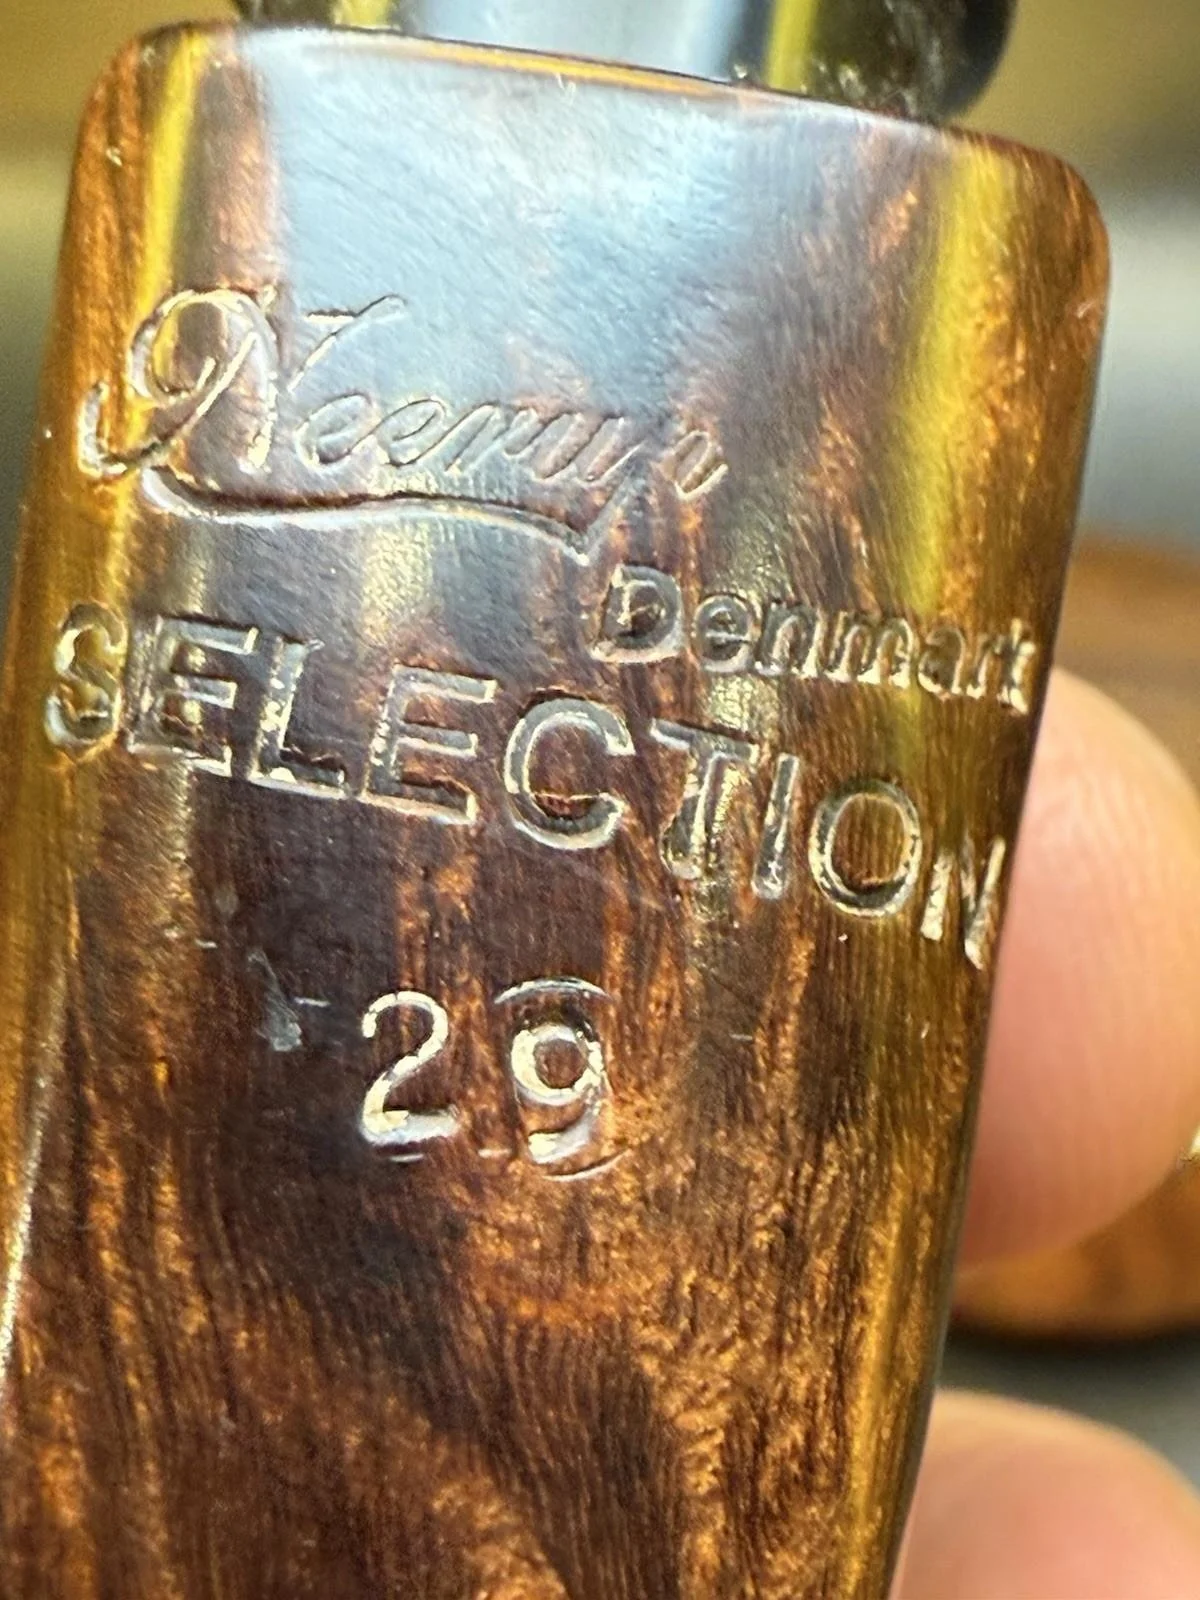 Neerup
Denmark
SELECTION
29